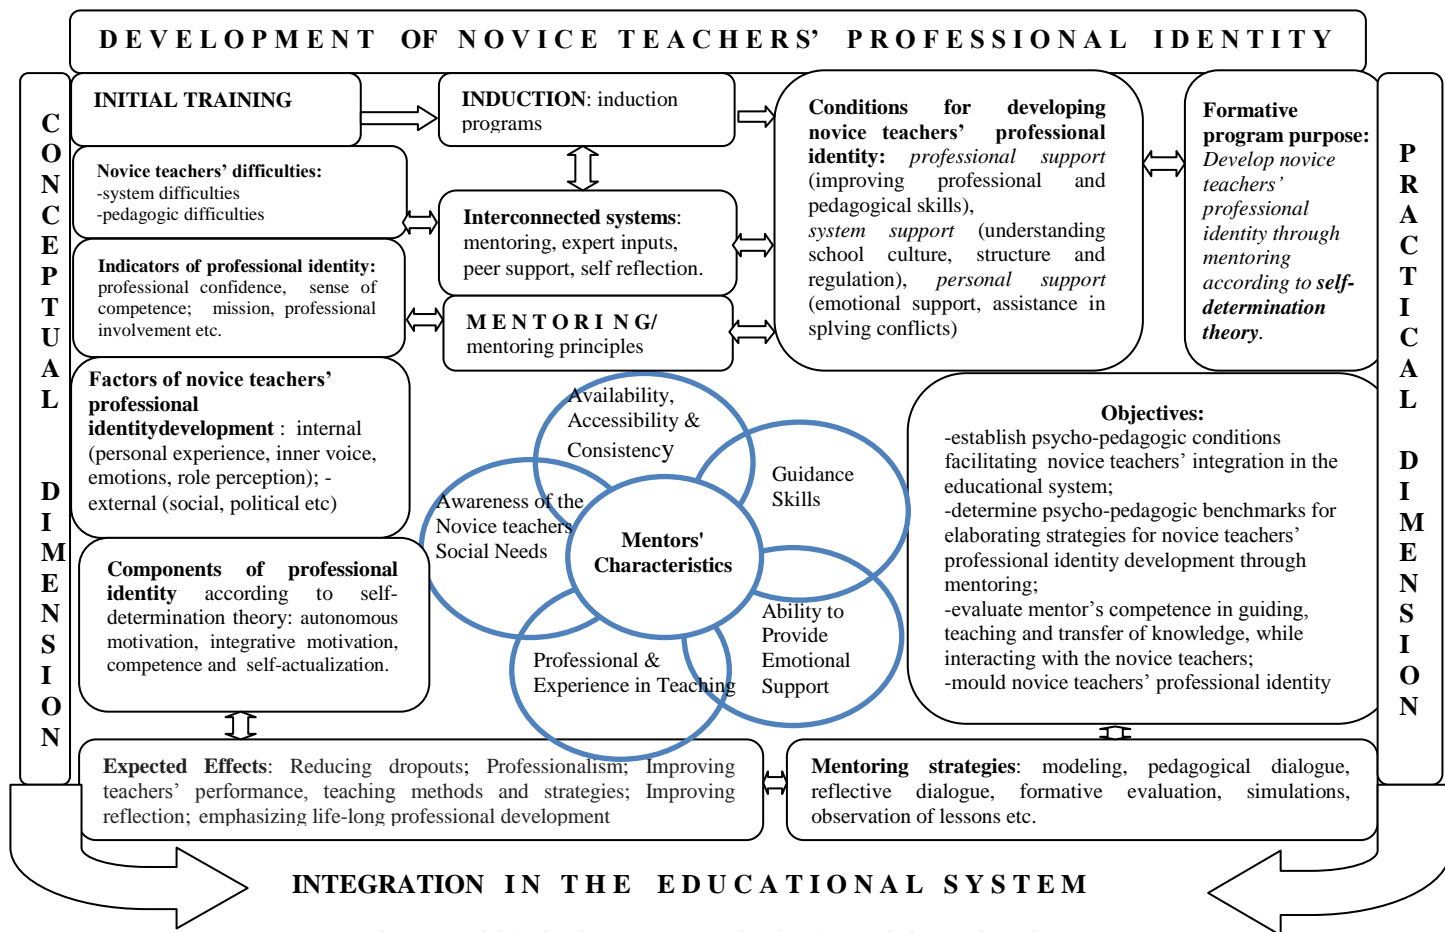 DEVELOPMENT OF NOVICE TEACHERS' PROFESSIONAL IDENTITY
CONCEPTUAL DIMENSION
INITIAL TRAINING
Novice teachers' difficulties:
-system difficulties
-pedagogic difficulties
Indicators of professional identity:
professional confidence, sense of
competence; mission, professional
involvement etc.
Factors of novice teachers'
professional
identitydevelopment : internal
(personal experience, inner voice,
emotions, role perception); -
external (social, political etc)
Components of professional
identity according to self-
determination theory: autonomous
motivation, integrative motivation,
competence and self-actualization.
INDUCTION: induction
programs
Interconnected systems:
mentoring, expert inputs,
peer support, self reflection.
MENTORING/
mentoring principles
Conditions for developing
novice teachers' professional
identity: professional support
(improving professional and
pedagogical skills),
system support (understanding
school culture, structure and
regulation), personal support
(emotional support, assistance in
splving conflicts)
Formative
program purpose:
Develop novice
teachers'
professional
identity through
mentoring
according to self-
determination
theory.
Availability,
Accessibility &
Consistency
Guidance
Skills
Awareness of the
Novice teachers
Social Needs
Mentors'
Characteristics
Ability to
Provide
Emotional
Support
Professional &
Experience in Teaching
Objectives:
-establish psycho-pedagogic conditions
facilitating novice teachers' integration in the
educational system;
-determine psycho-pedagogic benchmarks for
elaborating strategies for novice teachers'
professional identity development through
mentoring;
-evaluate mentor's competence in guiding,
teaching and transfer of knowledge, while
interacting with the novice teachers;
-mould novice teachers' professional identity
PRACTICAL DIMENSION
Expected Effects: Reducing dropouts; Professionalism; Improving
teachers' performance, teaching methods and strategies; Improving
reflection; emphasizing life-long professional development
Mentoring strategies: modeling, pedagogical dialogue,
reflective dialogue, formative evaluation, simulations,
observation of lessons etc.
INTEGRATION IN THE EDUCATIONAL SYSTEM